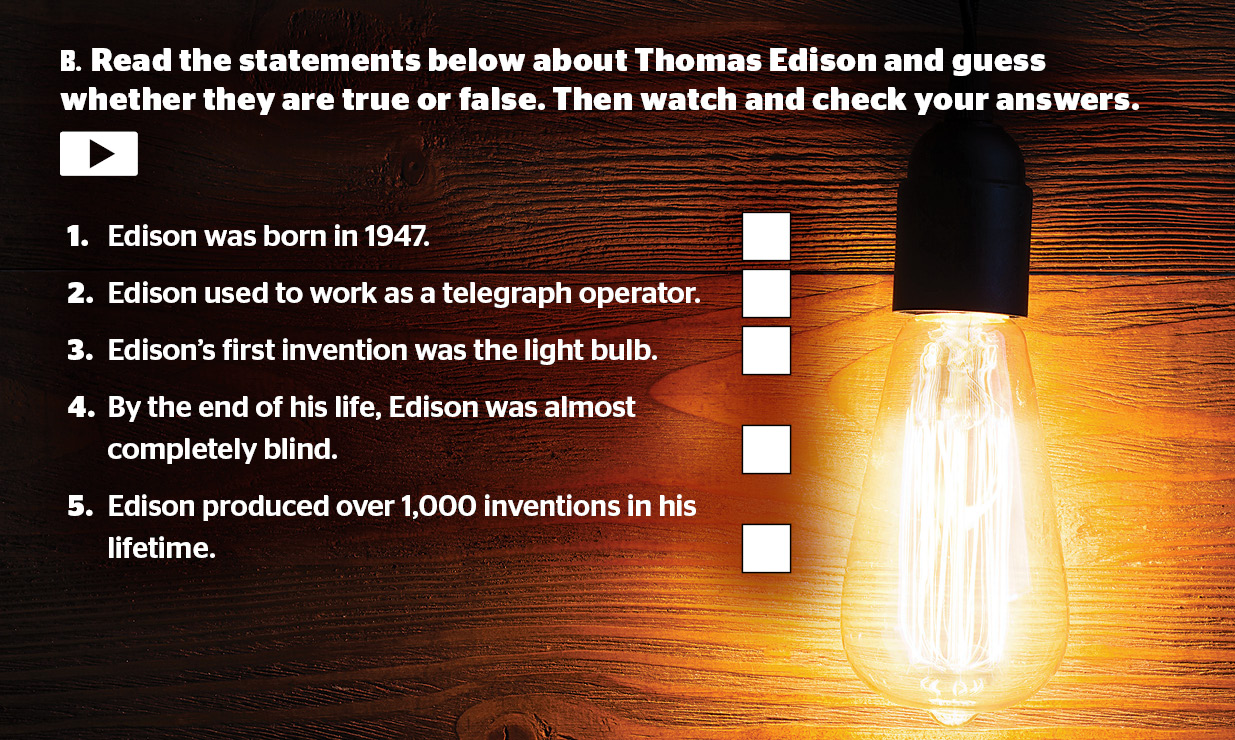 B. Read the statements below about Thomas Edison and guess
whether they are true or false. Then watch and check your answers.
1. Edison was born in 1947.
2. Edison used to work as a telegraph operator.
3. Edison’s first invention was the light bulb.
4. By the end of his life, Edison was almost
completely blind.
5. Edison produced over 1,000 inventions in his
lifetime.